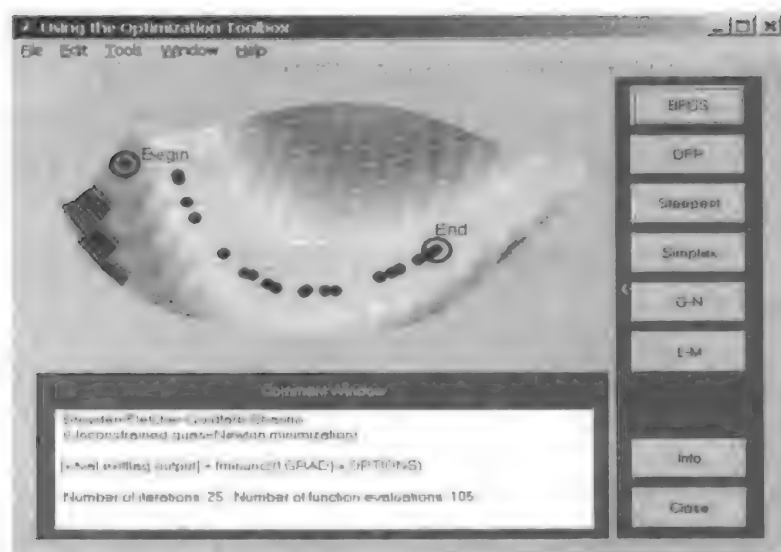 Using the Optimization Toolbox
File Edit Tools Window Help
Begin
End
BFGS
DFP
Steepest
Simplex
G-N
L-M
Info
Close
Comment Window
Broyden-Fletcher-Goldfarb-Shanno
(Unconstrained quasi-Newton minimization)
Number of iterations: 25. Number of function evaluations: 105.